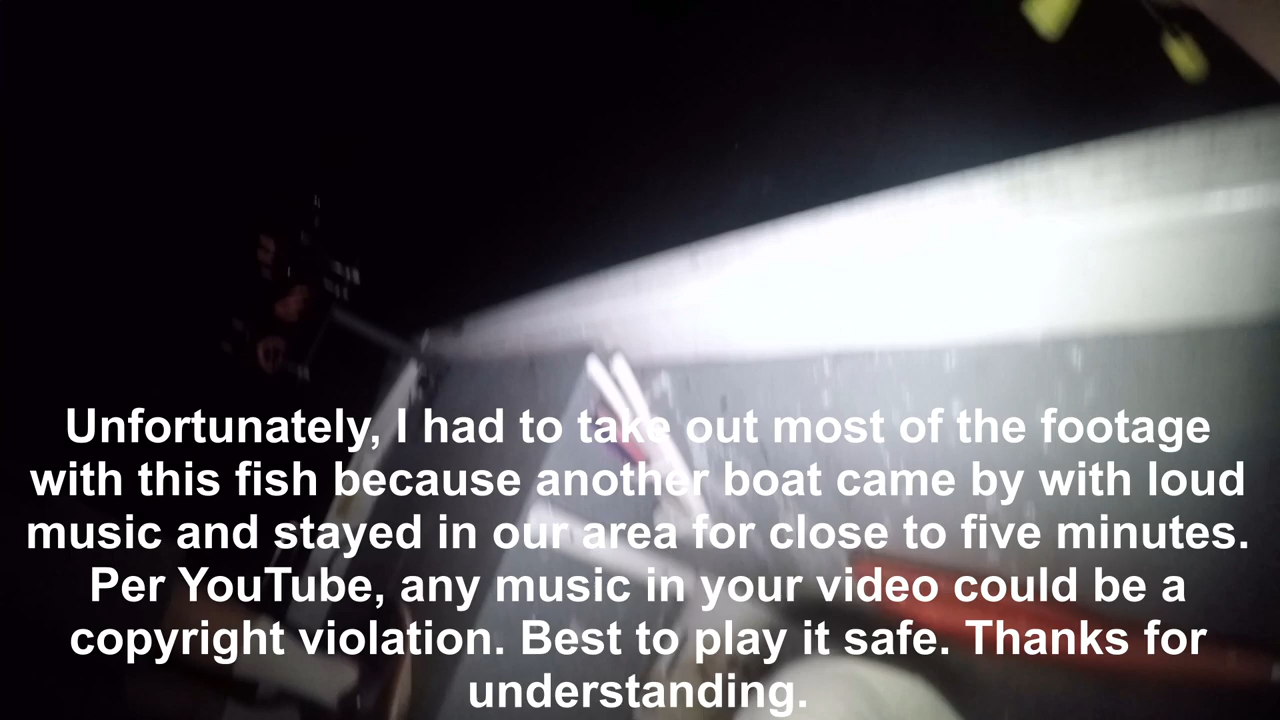 Unfortunately, I had to take out most of the footage
with this fish because another boat came by with loud
music and stayed in our area for close to five minutes.
Per YouTube, any music in your video could be a
copyright violation. Best to play it safe. Thanks for
understanding.